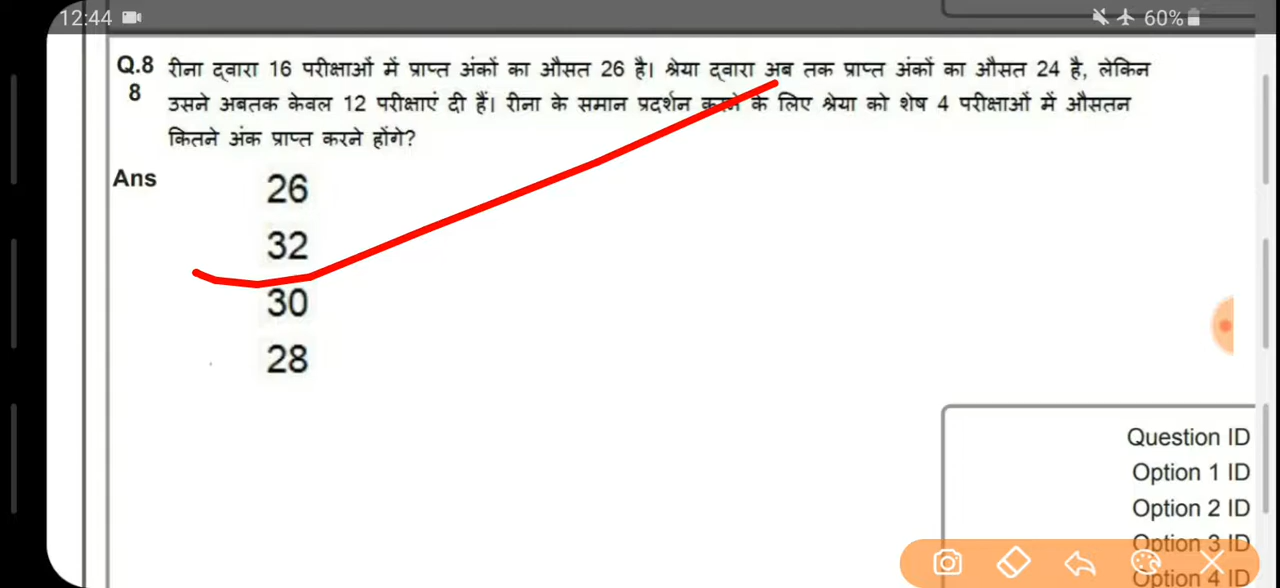 12:44
60%
Q.8 रीना द्वारा 16 परीक्षाओं में प्राप्त अंकों का औसत 26 है। श्रेया द्वारा अब तक प्राप्त अंकों का औसत 24 है, लेकिन
8 उसने अबतक केवल 12 परीक्षाएं दी हैं। रीना के समान प्रदर्शन करने के लिए श्रेया को शेष 4 परीक्षाओं में औसतन
कितने अंक प्राप्त करने होंगे?
Ans
26
32
30
28
Question ID
Option 1 ID
Option 2 ID
Option 3 ID
Option 4 ID